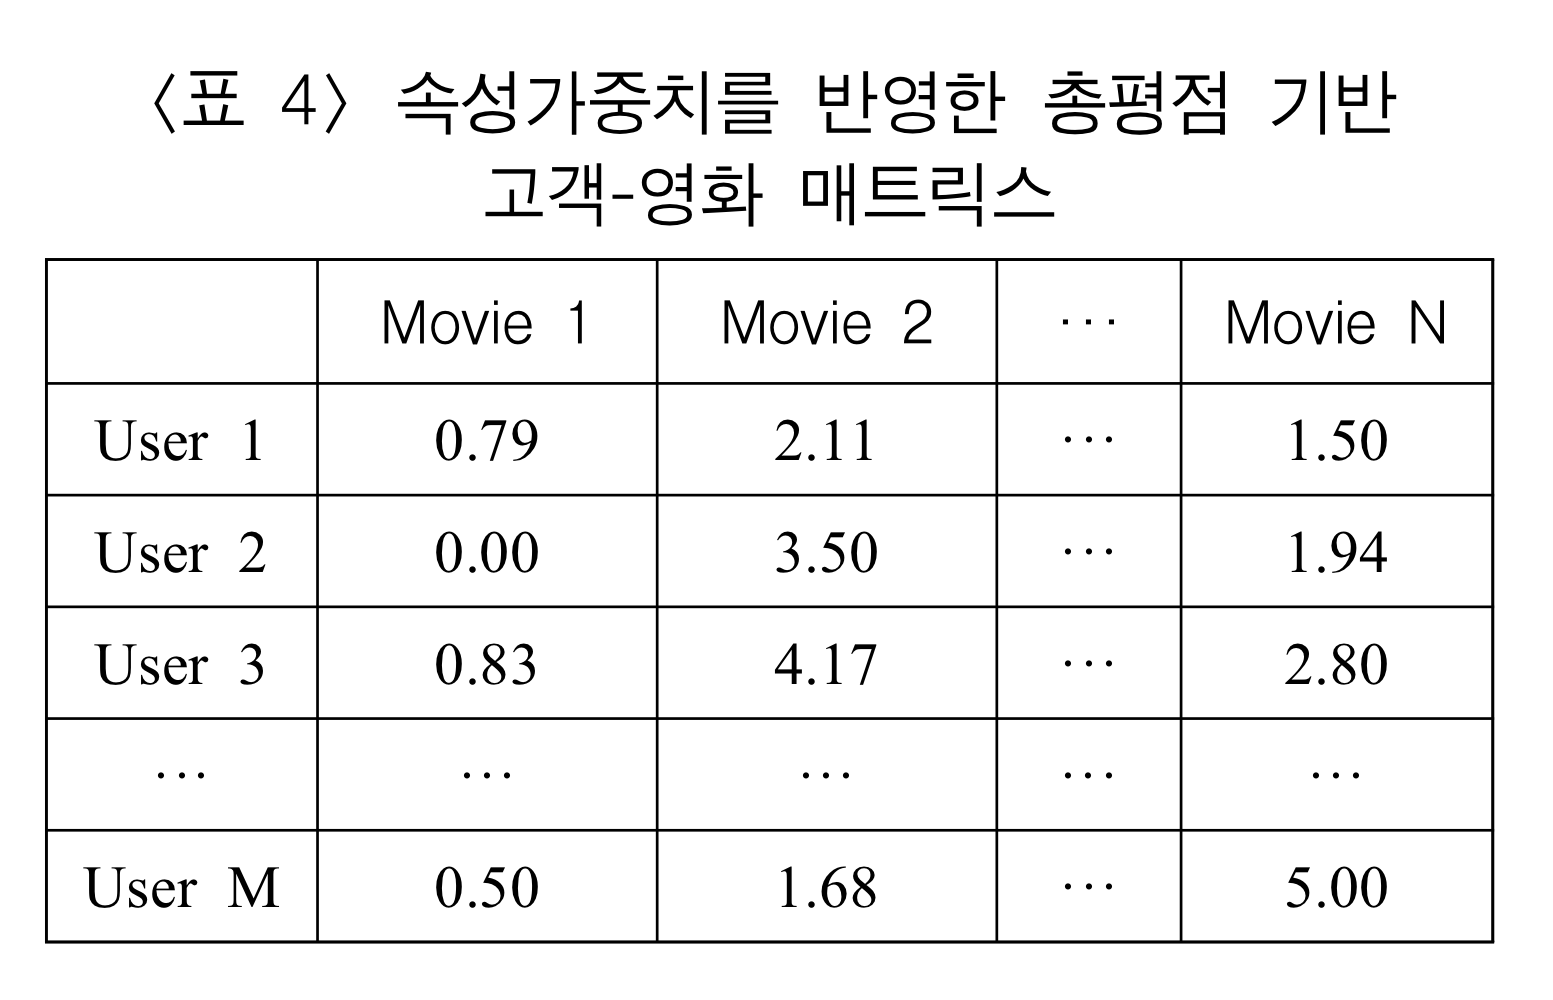 〈표 4〉 속성가중치를 반영한 총평점 기반
고객-영화 매트릭스
Movie 1 Movie 2 ··· Movie N
User 1 0.79 2.11 ··· 1.50
User 2 0.00 3.50 ··· 1.94
User 3 0.83 4.17 ··· 2.80
··· ··· ··· ··· ···
User M 0.50 1.68 ··· 5.00